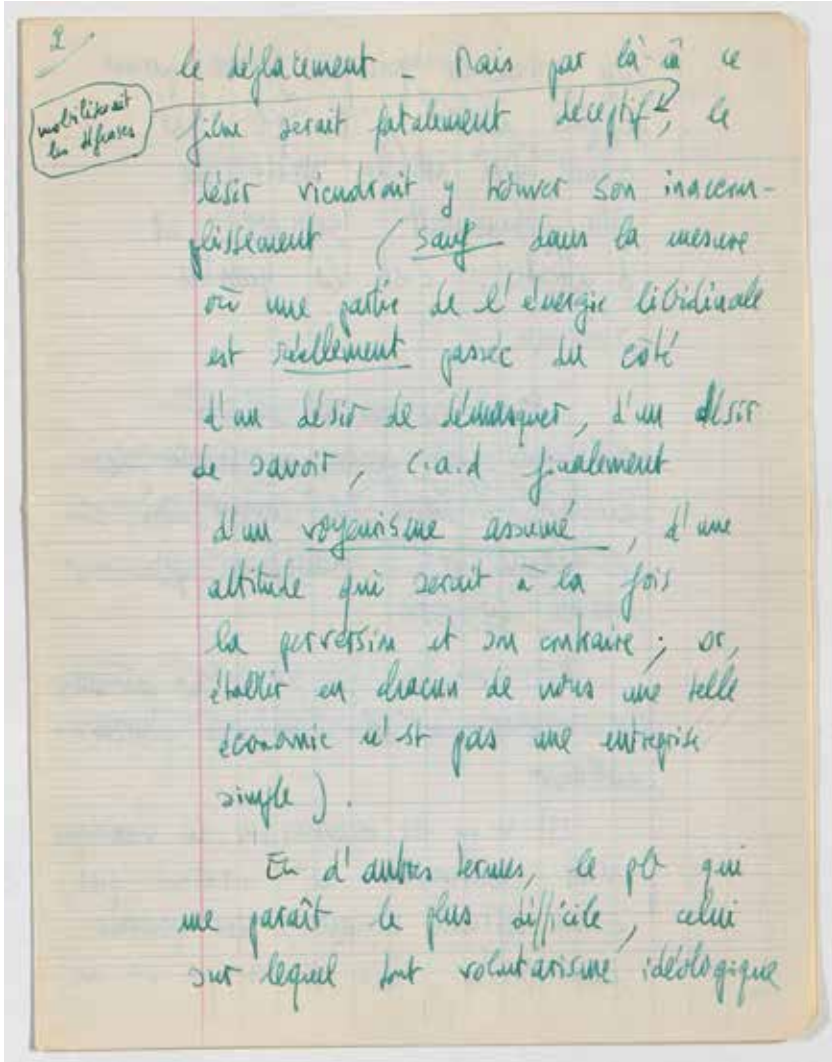 2
le déplacement - Mais par là-même ce
mobiliserait
les défenses
film serait fatalement déceptif, le
désir viendrait y trouver son inaccom-
plissement (sauf dans la mesure
où une partie de l'énergie libidinale
est réellement passée du côté
d'un désir de démasquer, d'un désir
de savoir, c.a.d finalement
d'un voyeurisme assumé, d'une
attitude qui serait à la fois
la perversion et son contraire ; or,
établir en chacun de nous une telle
économie n'est pas une entreprise
simple).
En d'autres termes, le pb qui
me paraît le plus difficile, celui
sur lequel tout volontarisme idéologique